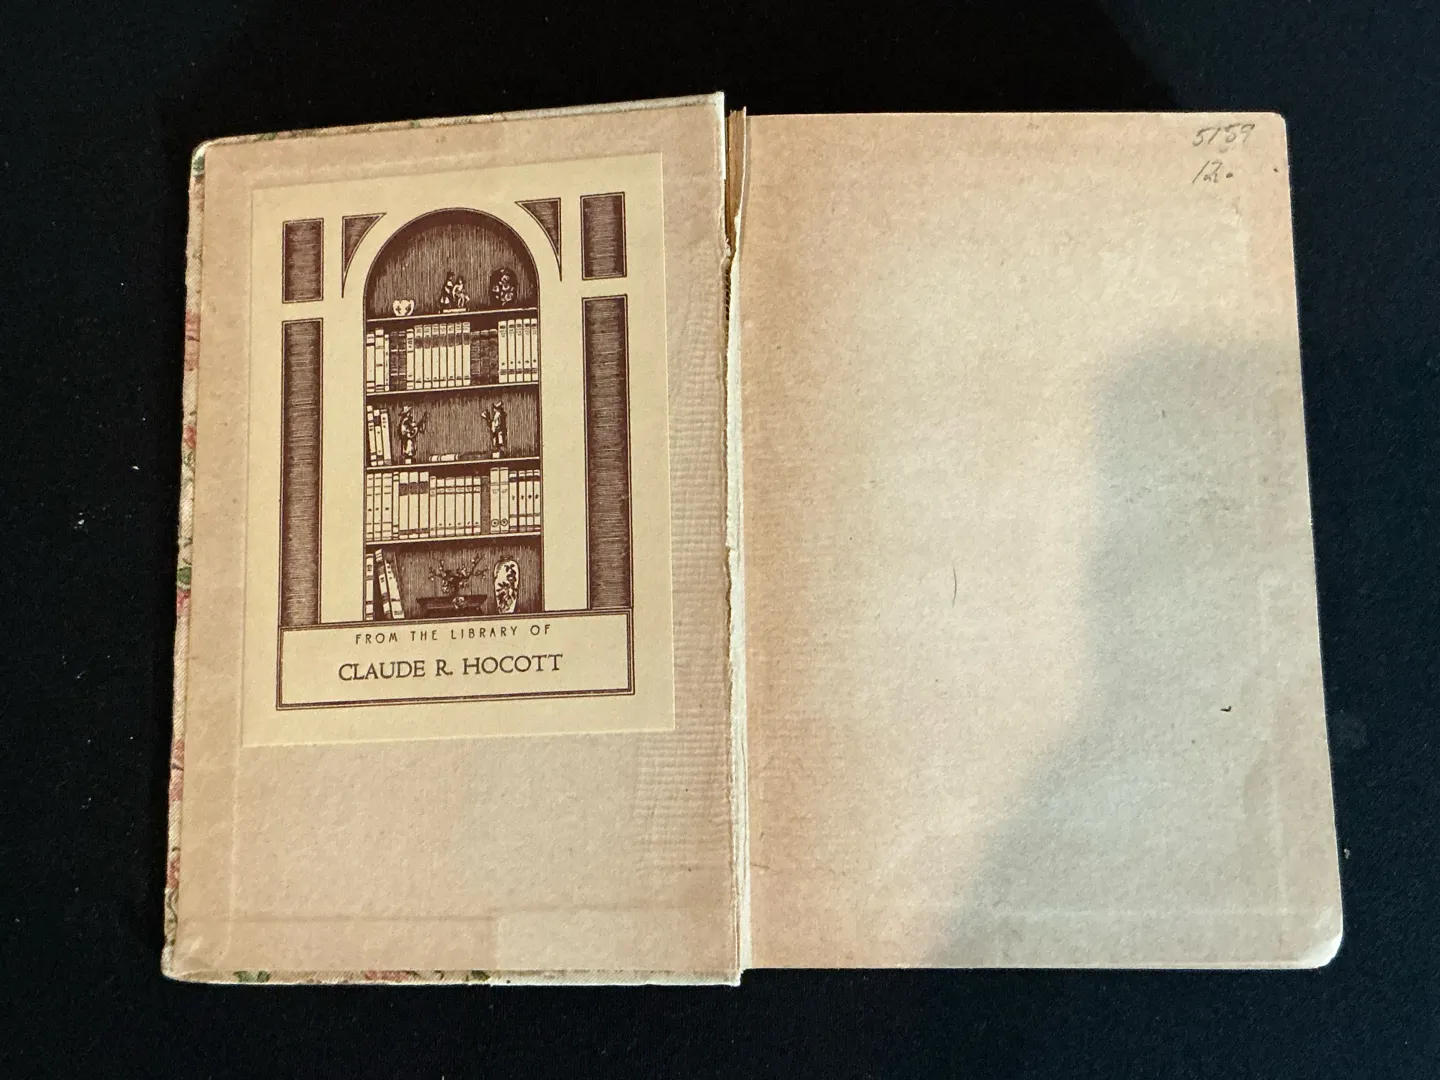 FROM THE LIBRARY OF
CLAUDE R. HOCOTT
5159
12.